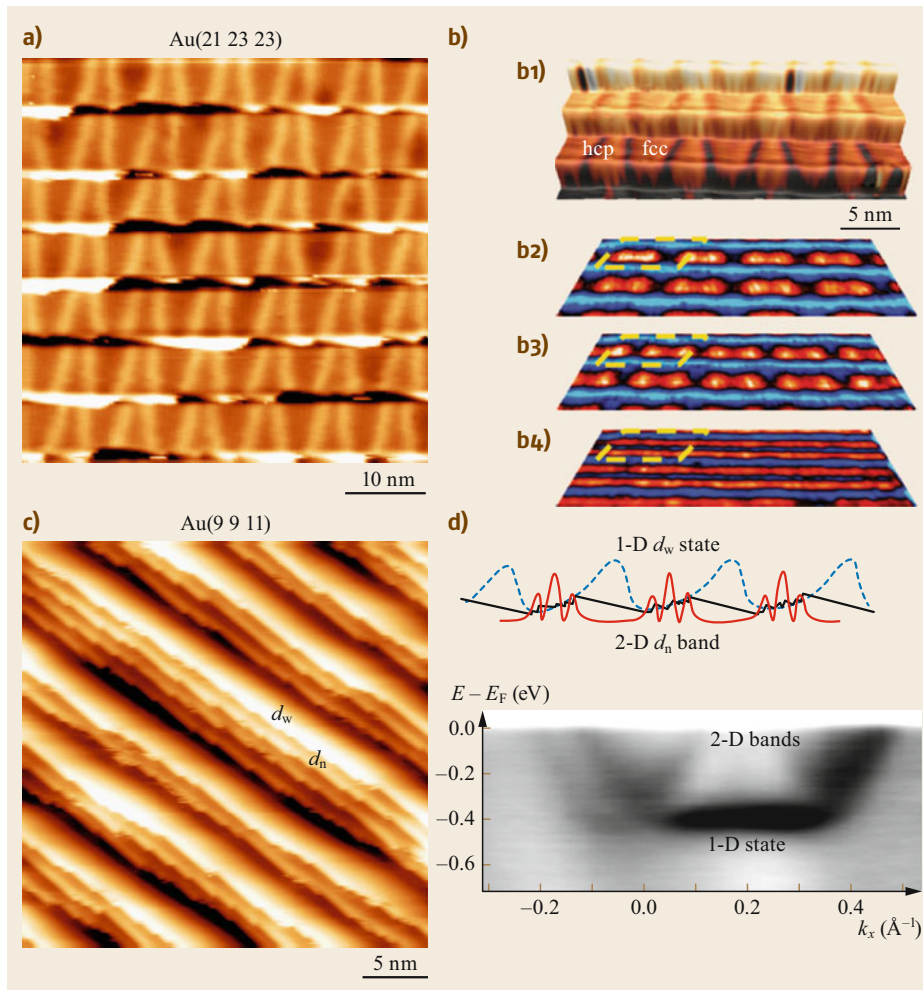 a)
Au(21 23 23)
10 nm
b)
b1)
hcp fcc
5 nm
b2)
b3)
b4)
c)
Au(9 9 11)
d_w
d_n
5 nm
d)
1-D d_w state
2-D d_n band
E – E_F (eV)
0.0
–0.2
–0.4
–0.6
2-D bands
1-D state
–0.2 0.0 0.2 0.4
k_x (Å⁻¹)